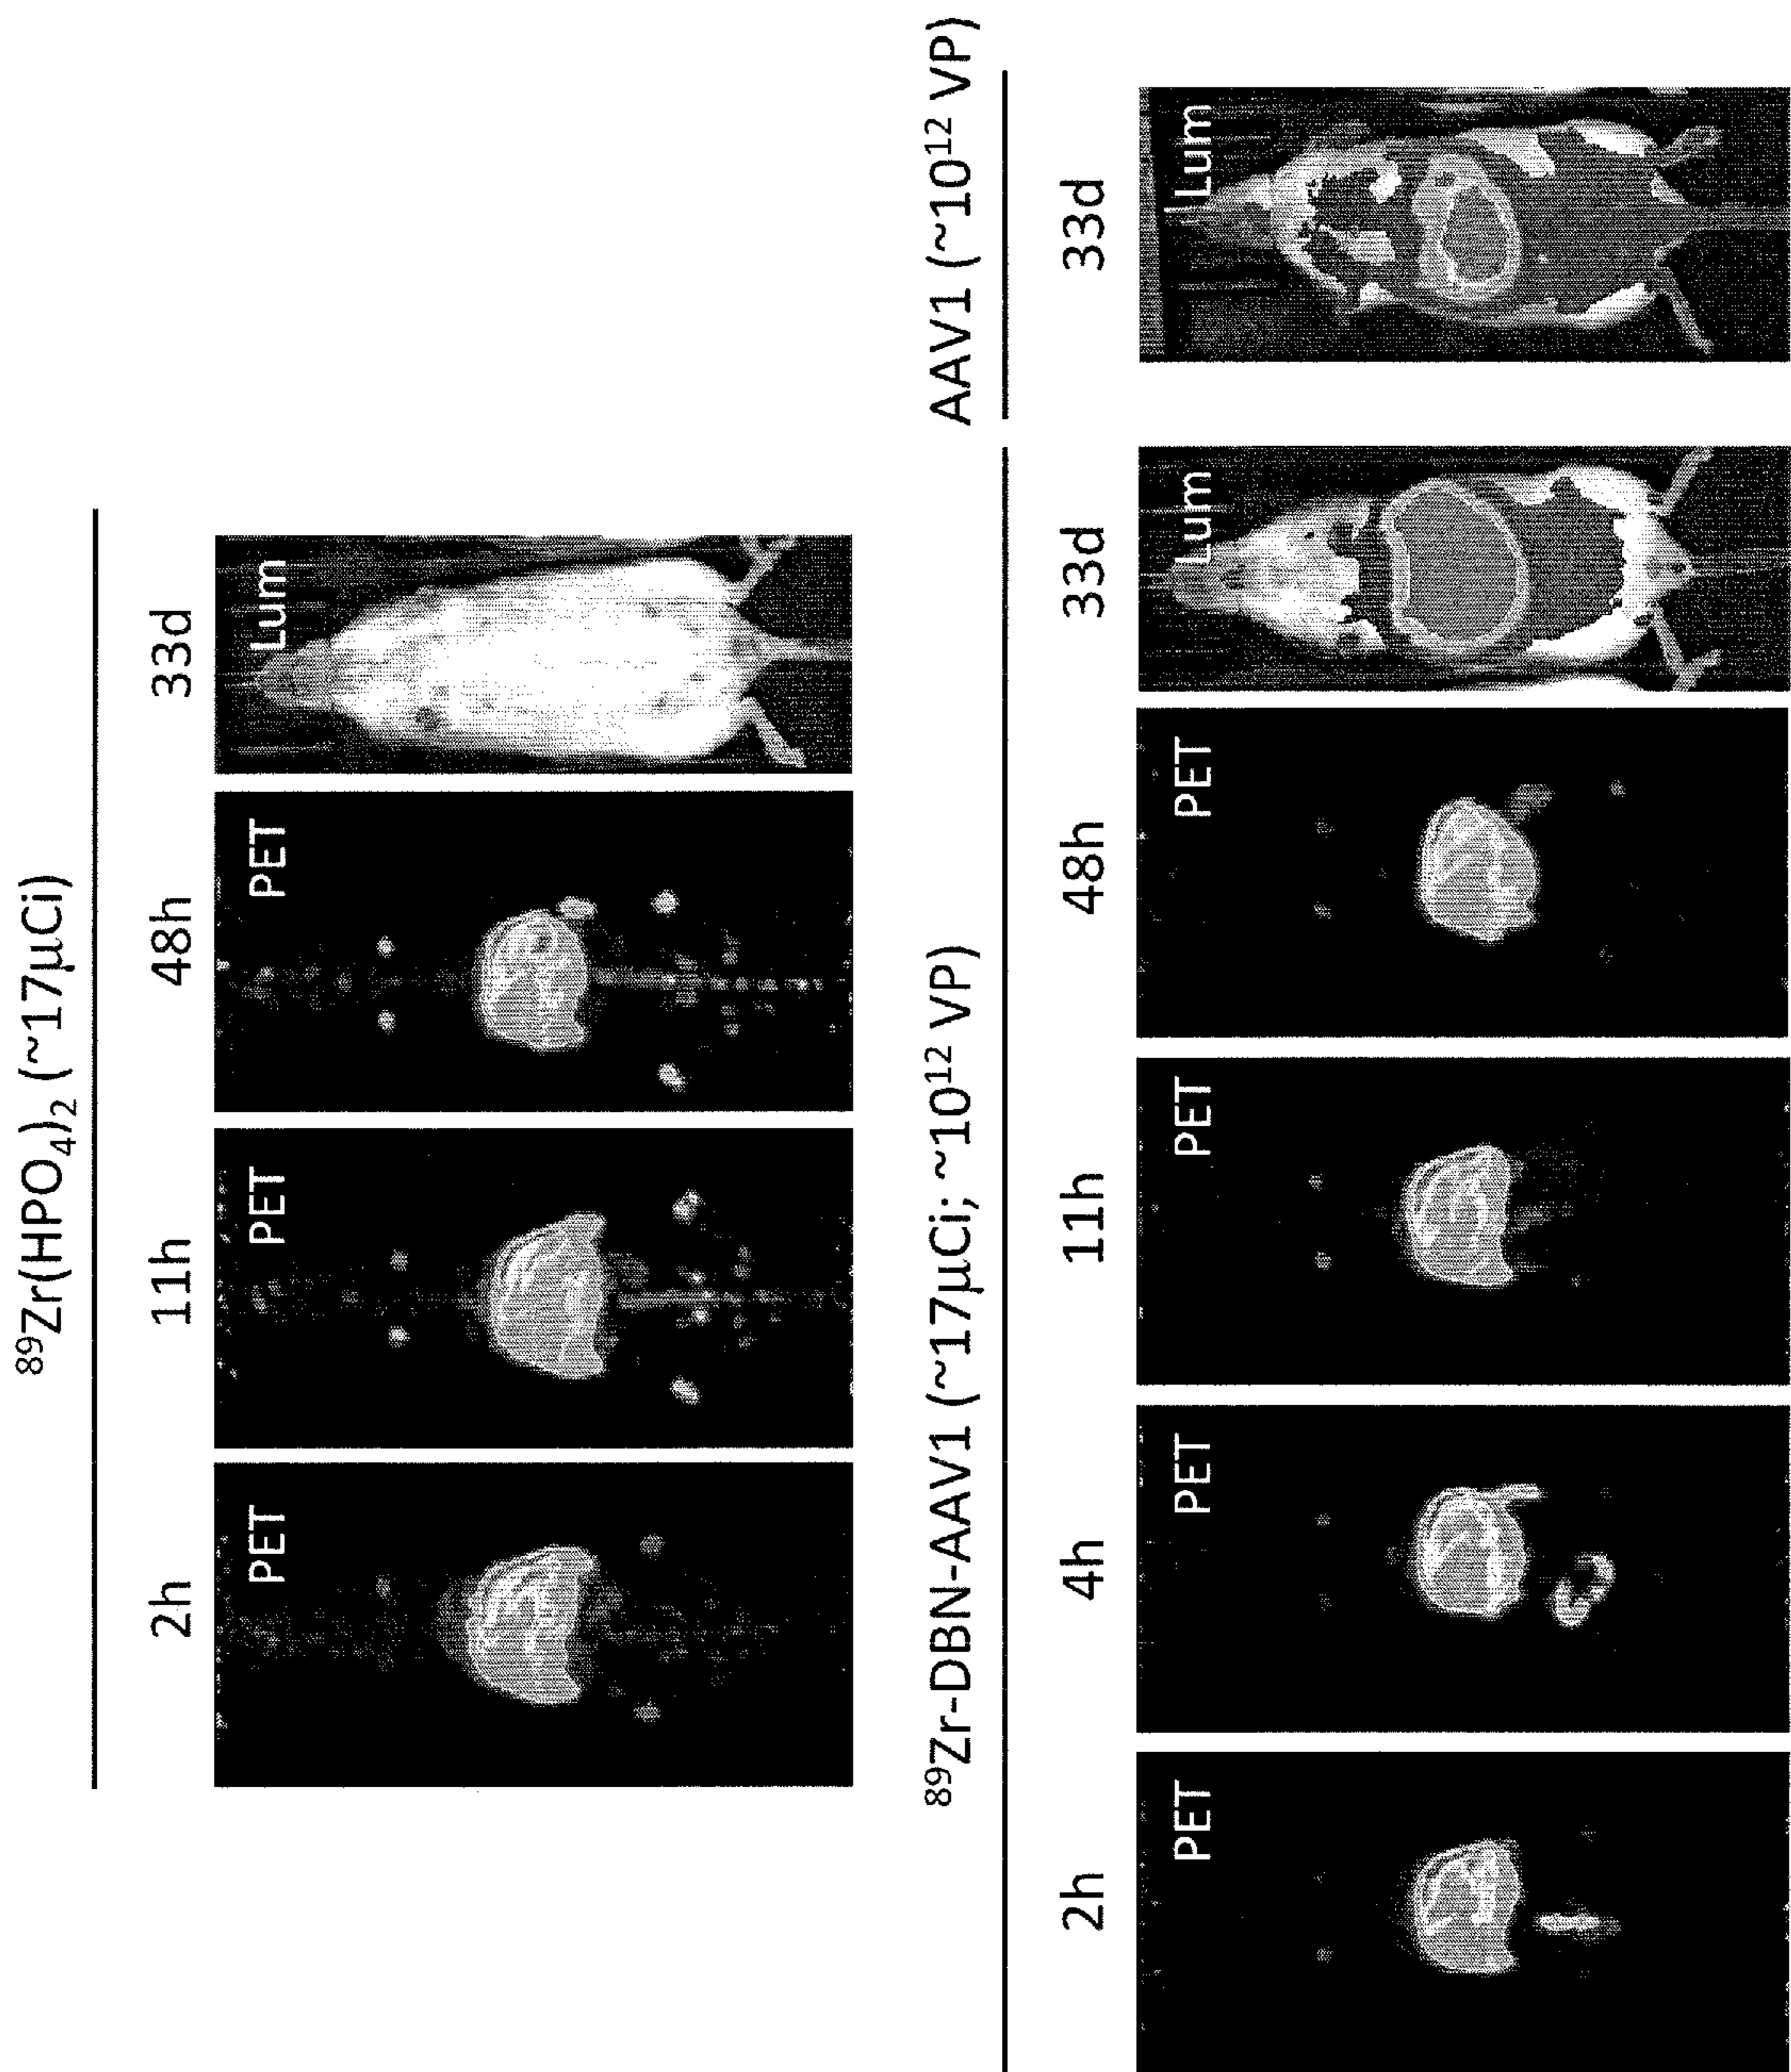 ⁸⁹Zr(HPO₄)₂ (~17μCi)
2h 11h 48h 33d
PET PET PET Lum
⁸⁹Zr-DBN-AAV1 (~17μCi; ~10¹² VP) AAV1 (~10¹² VP)
2h 4h 11h 48h 33d 33d
PET PET PET PET Lum Lum